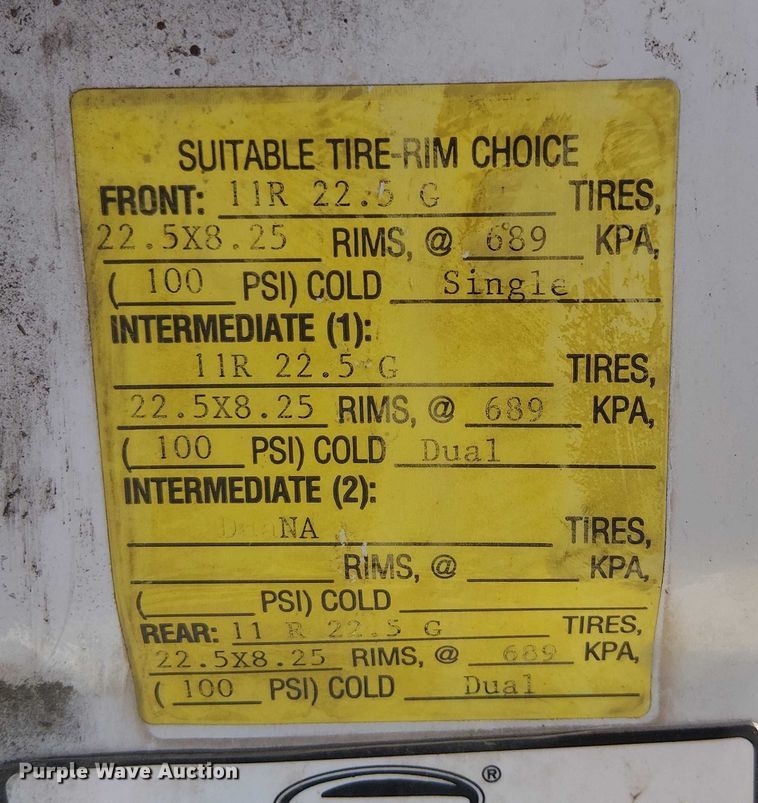 SUITABLE TIRE-RIM CHOICE
FRONT: 11R 22.5 G TIRES,
22.5X8.25 RIMS, @ 689 KPA,
( 100 PSI) COLD Single
INTERMEDIATE (1):
11R 22.5 G TIRES,
22.5X8.25 RIMS, @ 689 KPA,
( 100 PSI) COLD Dual
INTERMEDIATE (2):
NA TIRES,
RIMS, @ KPA,
( PSI) COLD
REAR: 11 R 22.5 G TIRES,
22.5X8.25 RIMS, @ 689 KPA,
( 100 PSI) COLD Dual
®
Purple Wave Auction